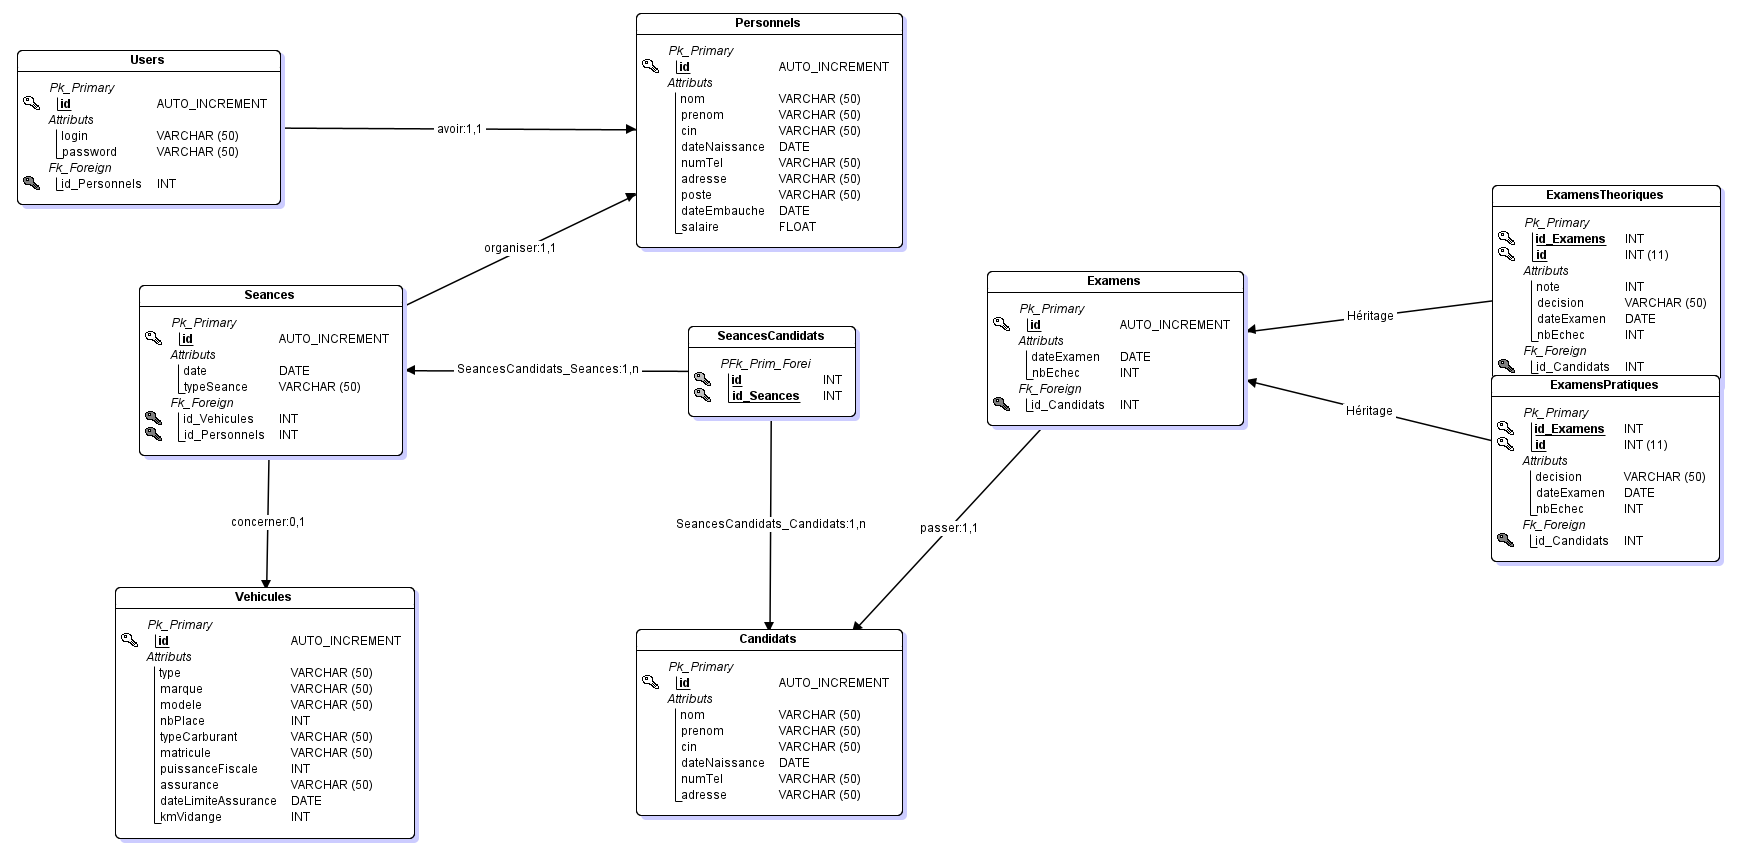 Users
Pk_Primary
id AUTO_INCREMENT
Attributs
login VARCHAR (50)
password VARCHAR (50)
Fk_Foreign
id_Personnels INT
avoir:1,1
Personnels
Pk_Primary
id AUTO_INCREMENT
Attributs
nom VARCHAR (50)
prenom VARCHAR (50)
cin VARCHAR (50)
dateNaissance DATE
numTel VARCHAR (50)
adresse VARCHAR (50)
poste VARCHAR (50)
dateEmbauche DATE
salaire FLOAT
organiser:1,1
Seances
Pk_Primary
id AUTO_INCREMENT
Attributs
date DATE
typeSeance VARCHAR (50)
Fk_Foreign
id_Vehicules INT
id_Personnels INT
SeancesCandidats_Seances:1,n
SeancesCandidats
PFk_Prim_Forei
id INT
id_Seances INT
Examens
Pk_Primary
id AUTO_INCREMENT
Attributs
dateExamen DATE
nbEchec INT
Fk_Foreign
id_Candidats INT
Héritage
ExamensTheoriques
Pk_Primary
id_Examens INT
id INT (11)
Attributs
note INT
decision VARCHAR (50)
dateExamen DATE
nbEchec INT
Fk_Foreign
id_Candidats INT
Héritage
ExamensPratiques
Pk_Primary
id_Examens INT
id INT (11)
Attributs
decision VARCHAR (50)
dateExamen DATE
nbEchec INT
Fk_Foreign
id_Candidats INT
concerner:0,1
SeancesCandidats_Candidats:1,n
passer:1,1
Vehicules
Pk_Primary
id AUTO_INCREMENT
Attributs
type VARCHAR (50)
marque VARCHAR (50)
modele VARCHAR (50)
nbPlace INT
typeCarburant VARCHAR (50)
matricule VARCHAR (50)
puissanceFiscale INT
assurance VARCHAR (50)
dateLimiteAssurance DATE
kmVidange INT
Candidats
Pk_Primary
id AUTO_INCREMENT
Attributs
nom VARCHAR (50)
prenom VARCHAR (50)
cin VARCHAR (50)
dateNaissance DATE
numTel VARCHAR (50)
adresse VARCHAR (50)